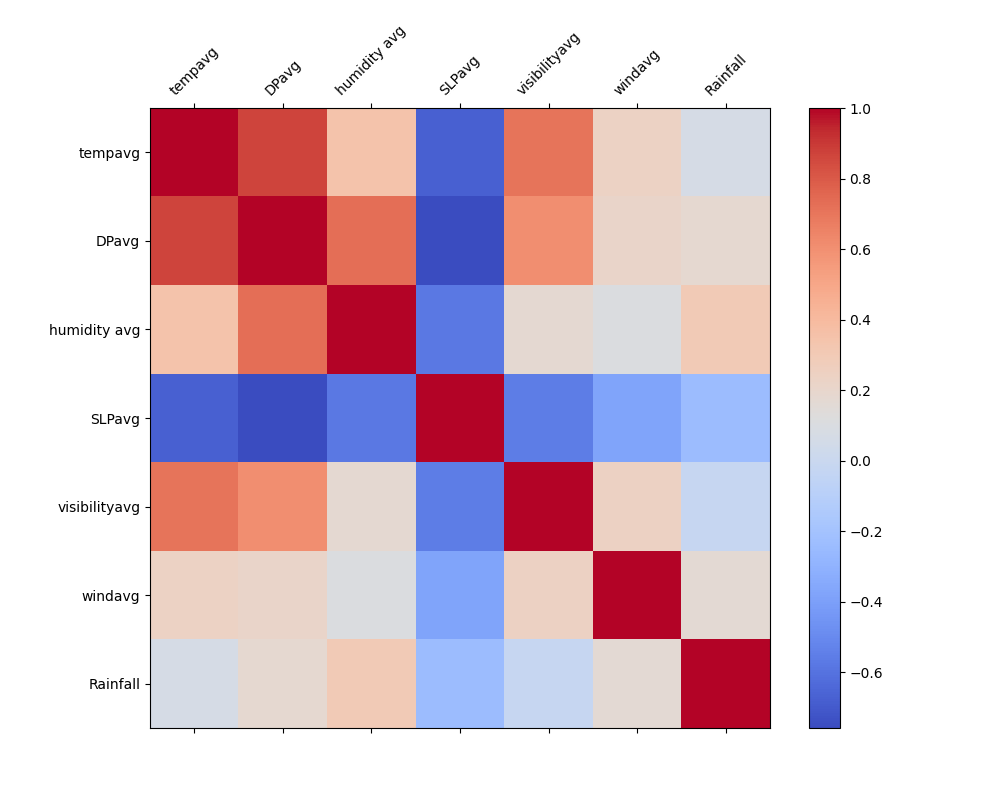 tempavg
DPavg
humidity avg
SLPavg
visibilityavg
windavg
Rainfall
tempavg
DPavg
humidity avg
SLPavg
visibilityavg
windavg
Rainfall
1.0
0.8
0.6
0.4
0.2
0.0
−0.2
−0.4
−0.6